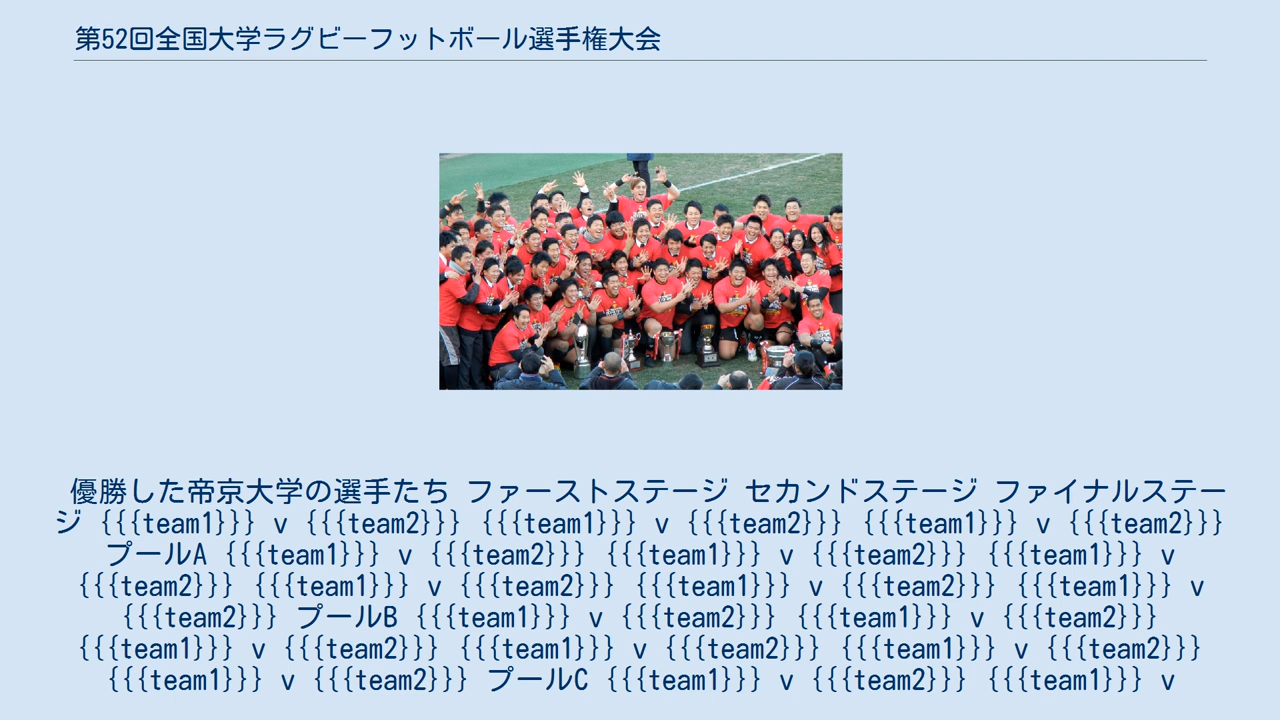 第52回全国大学ラグビーフットボール選手権大会
優勝した帝京大学の選手たち ファーストステージ セカンドステージ ファイナルステー
ジ {{{team1}}} v {{{team2}}} {{{team1}}} v {{{team2}}} {{{team1}}} v {{{team2}}}
プールA {{{team1}}} v {{{team2}}} {{{team1}}} v {{{team2}}} {{{team1}}} v
{{{team2}}} {{{team1}}} v {{{team2}}} {{{team1}}} v {{{team2}}} {{{team1}}} v
{{{team2}}} プールB {{{team1}}} v {{{team2}}} {{{team1}}} v {{{team2}}}
{{{team1}}} v {{{team2}}} {{{team1}}} v {{{team2}}} {{{team1}}} v {{{team2}}}
{{{team1}}} v {{{team2}}} プールC {{{team1}}} v {{{team2}}} {{{team1}}} v